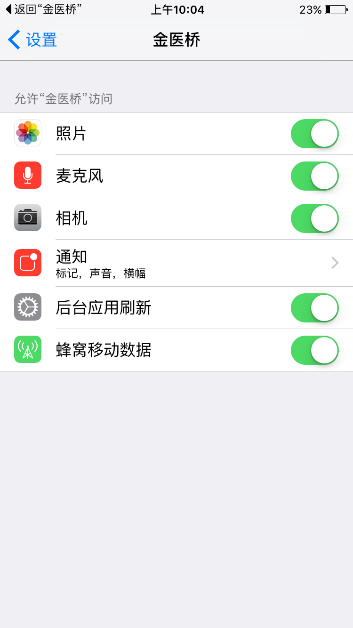 返回“金医桥” 上午10:04 23%
设置 金医桥
允许“金医桥”访问
照片
麦克风
相机
通知
标记，声音，横幅
后台应用刷新
蜂窝移动数据